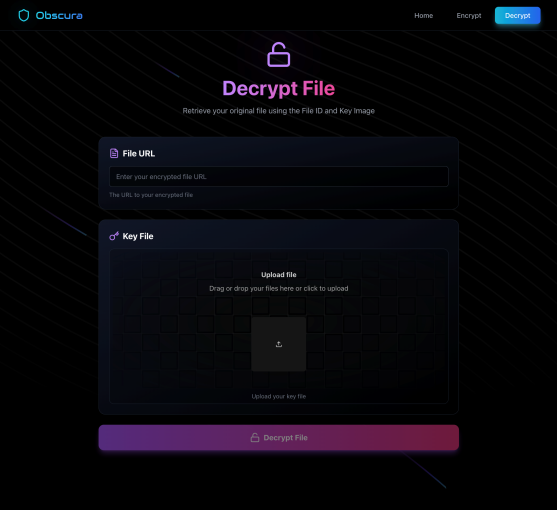 Obscura
Home
Encrypt
Decrypt
Decrypt File
Retrieve your original file using the File ID and Key Image
File URL
Enter your encrypted file URL
The URL to your encrypted file
Key File
Upload file
Drag or drop your files here or click to upload
Upload your key file
Decrypt File